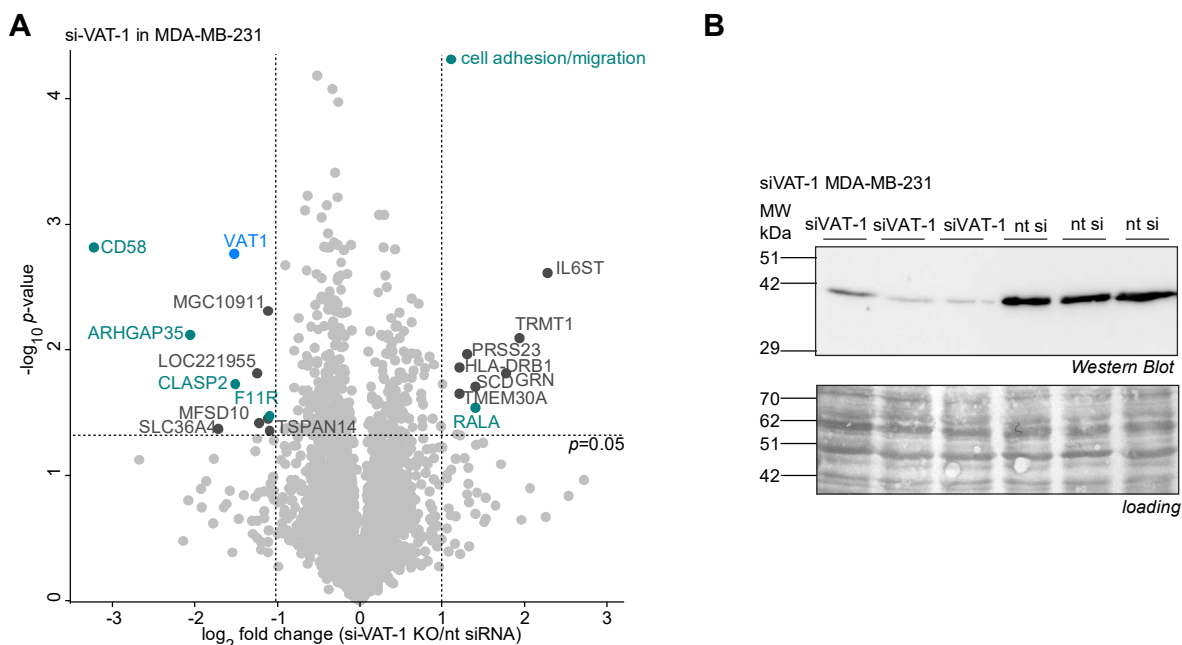 A
si-VAT-1 in MDA-MB-231
cell adhesion/migration
4
3
2
1
0
-log10 p-value
CD58
VAT1
IL6ST
MGC10911
TRMT1
ARHGAP35
PRSS23
LOC221955
HLA-DRB1
CLASP2
SCD
GRN
F11R
TMEM30A
MFSD10
RALA
SLC36A4
TSPAN14
p=0.05
-3 -2 -1 0 1 2 3
log2 fold change (si-VAT-1 KO/nt siRNA)
B
siVAT-1 MDA-MB-231
MW
kDa
siVAT-1 siVAT-1 siVAT-1 nt si nt si nt si
51
42
29
Western Blot
70
62
51
42
loading